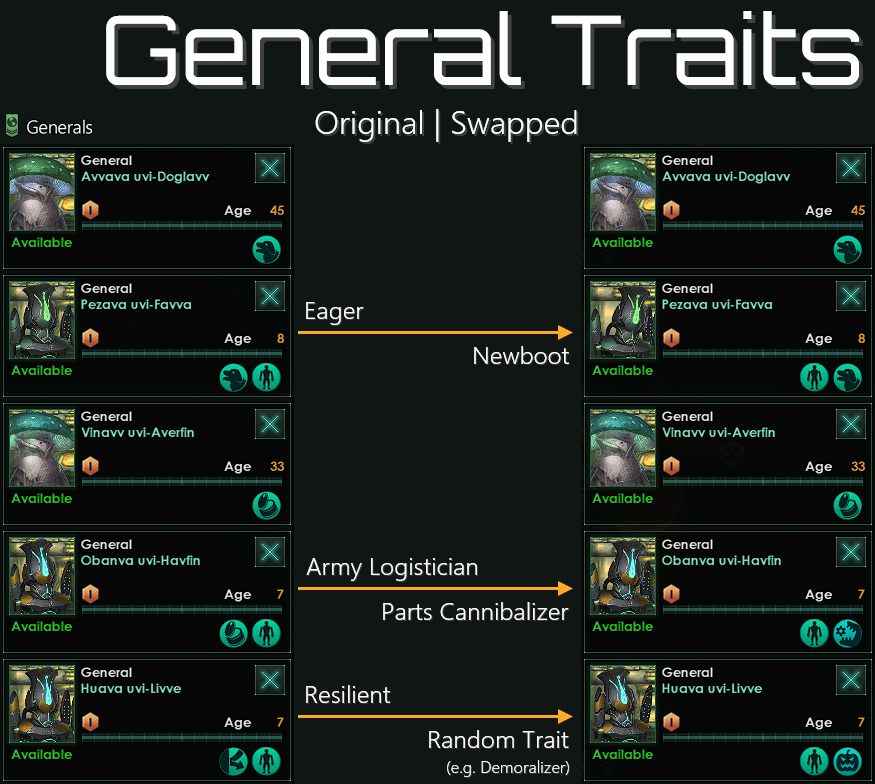 General Traits
Generals
Original | Swapped
General
Avvava uvi-Doglavv
Age 45
Available
General
Avvava uvi-Doglavv
Age 45
Available
General
Pezava uvi-Favva
Age 8
Available
Eager
Newboot
General
Pezava uvi-Favva
Age 8
Available
General
Vinavv uvi-Averfin
Age 33
Available
General
Vinavv uvi-Averfin
Age 33
Available
General
Obanva uvi-Havfin
Age 7
Available
Army Logistician
Parts Cannibalizer
General
Obanva uvi-Havfin
Age 7
Available
General
Huava uvi-Livve
Age 7
Available
Resilient
Random Trait
(e.g. Demoralizer)
General
Huava uvi-Livve
Age 7
Available